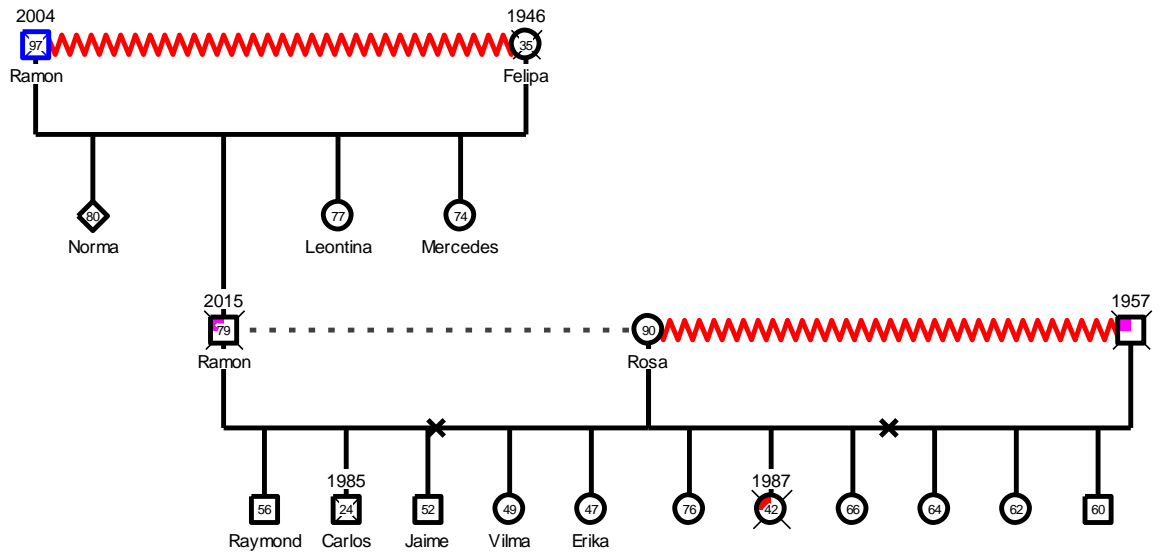 2004 1946
97 35
Ramon Felipa
80 77 74
Norma Leontina Mercedes
2015 1957
79 90
Ramon Rosa
1985 1987
56 24 52 49 47 76 42 66 64 62 60
Raymond Carlos Jaime Vilma Erika